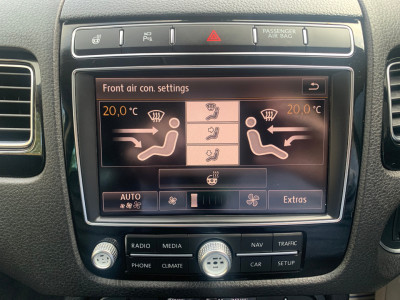 PASSENGER
AIR BAG
Front air con. settings
20,0 °C
20,0 °C
AUTO
Extras
RADIO
MEDIA
NAV
TRAFFIC
PHONE
CLIMATE
CAR
SETUP